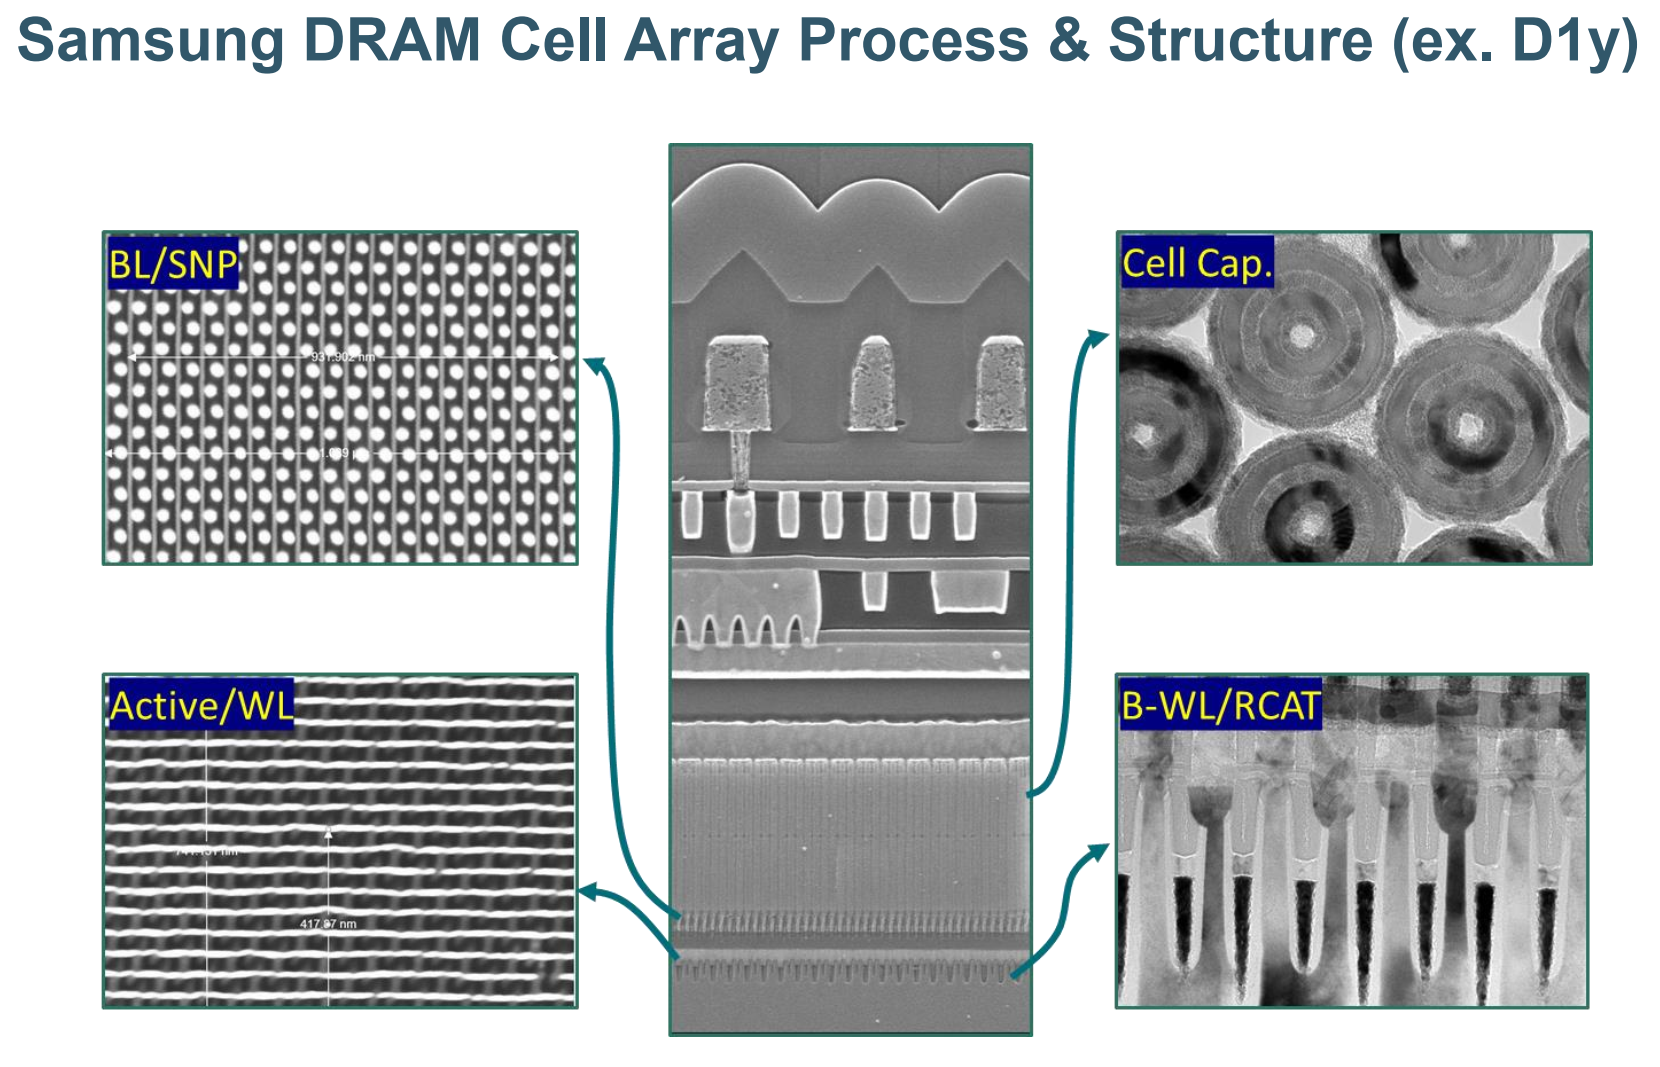 Samsung DRAM Cell Array Process & Structure (ex. D1y)
BL/SNP
931.902 nm
Cell Cap.
Active/WL
417.87 nm
B-WL/RCAT